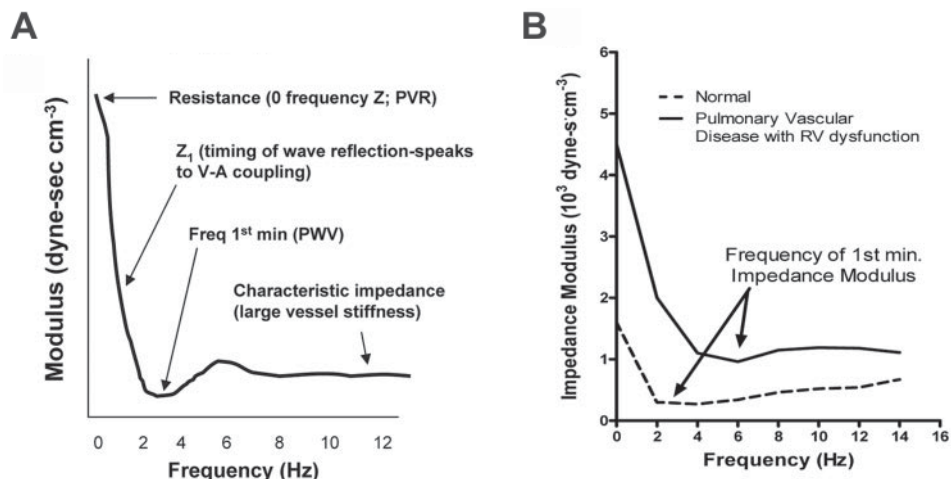 A
Modulus (dyne-sec cm⁻³)
Resistance (0 frequency Z; PVR)
Z₁ (timing of wave reflection-speaks
to V-A coupling)
Freq 1ˢᵗ min (PWV)
Characteristic impedance
(large vessel stiffness)
0 2 4 6 8 10 12
Frequency (Hz)
B
Impedance Modulus (10³ dyne·s·cm⁻³)
6
5
4
3
2
1
0
Normal
Pulmonary Vascular
Disease with RV dysfunction
Frequency of 1st min.
Impedance Modulus
0 2 4 6 8 10 12 14 16
Frequency (Hz)